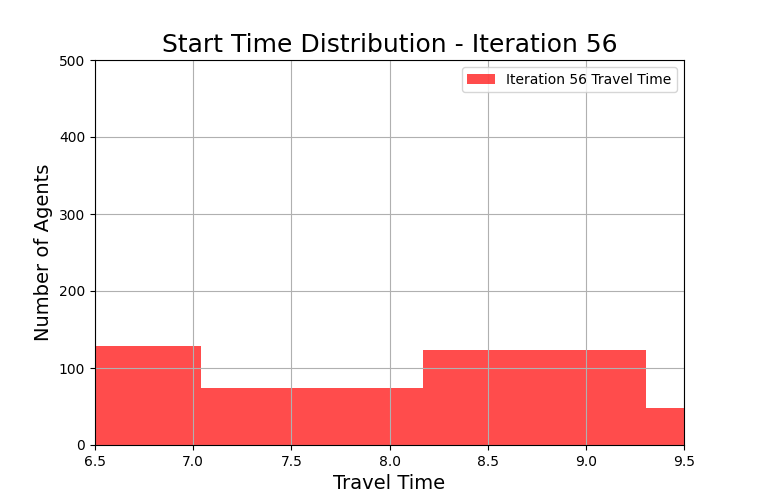 Start Time Distribution - Iteration 56
Iteration 56 Travel Time
Number of Agents
500
400
300
200
100
0
6.5 7.0 7.5 8.0 8.5 9.0 9.5
Travel Time